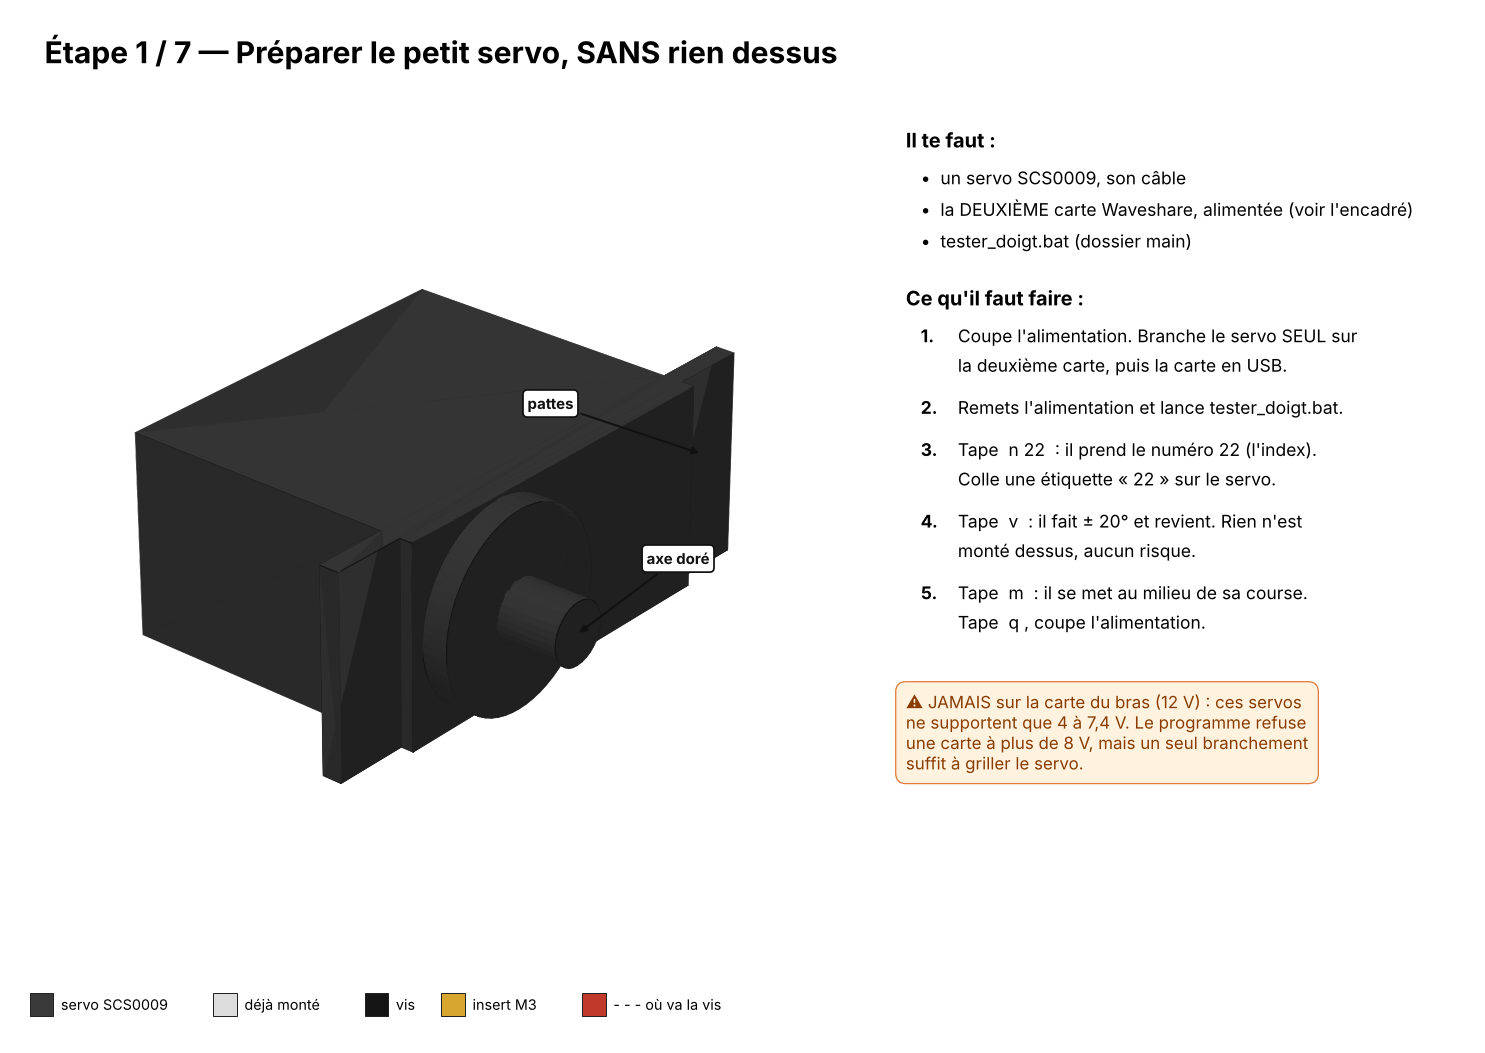 Étape 1 / 7 — Préparer le petit servo, SANS rien dessus
Il te faut :
• un servo SCS0009, son câble
• la DEUXIÈME carte Waveshare, alimentée (voir l'encadré)
• tester_doigt.bat (dossier main)
Ce qu'il faut faire :
1. Coupe l'alimentation. Branche le servo SEUL sur
la deuxième carte, puis la carte en USB.
2. Remets l'alimentation et lance tester_doigt.bat.
3. Tape n 22 : il prend le numéro 22 (l'index).
Colle une étiquette « 22 » sur le servo.
4. Tape v : il fait ± 20° et revient. Rien n'est
monté dessus, aucun risque.
5. Tape m : il se met au milieu de sa course.
Tape q , coupe l'alimentation.
⚠ JAMAIS sur la carte du bras (12 V) : ces servos
ne supportent que 4 à 7,4 V. Le programme refuse
une carte à plus de 8 V, mais un seul branchement
suffit à griller le servo.
pattes
axe doré
servo SCS0009
déjà monté
vis
insert M3
- - - où va la vis